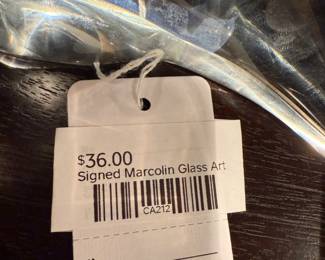 $36.00
Signed Marcolin Glass Art
CA212